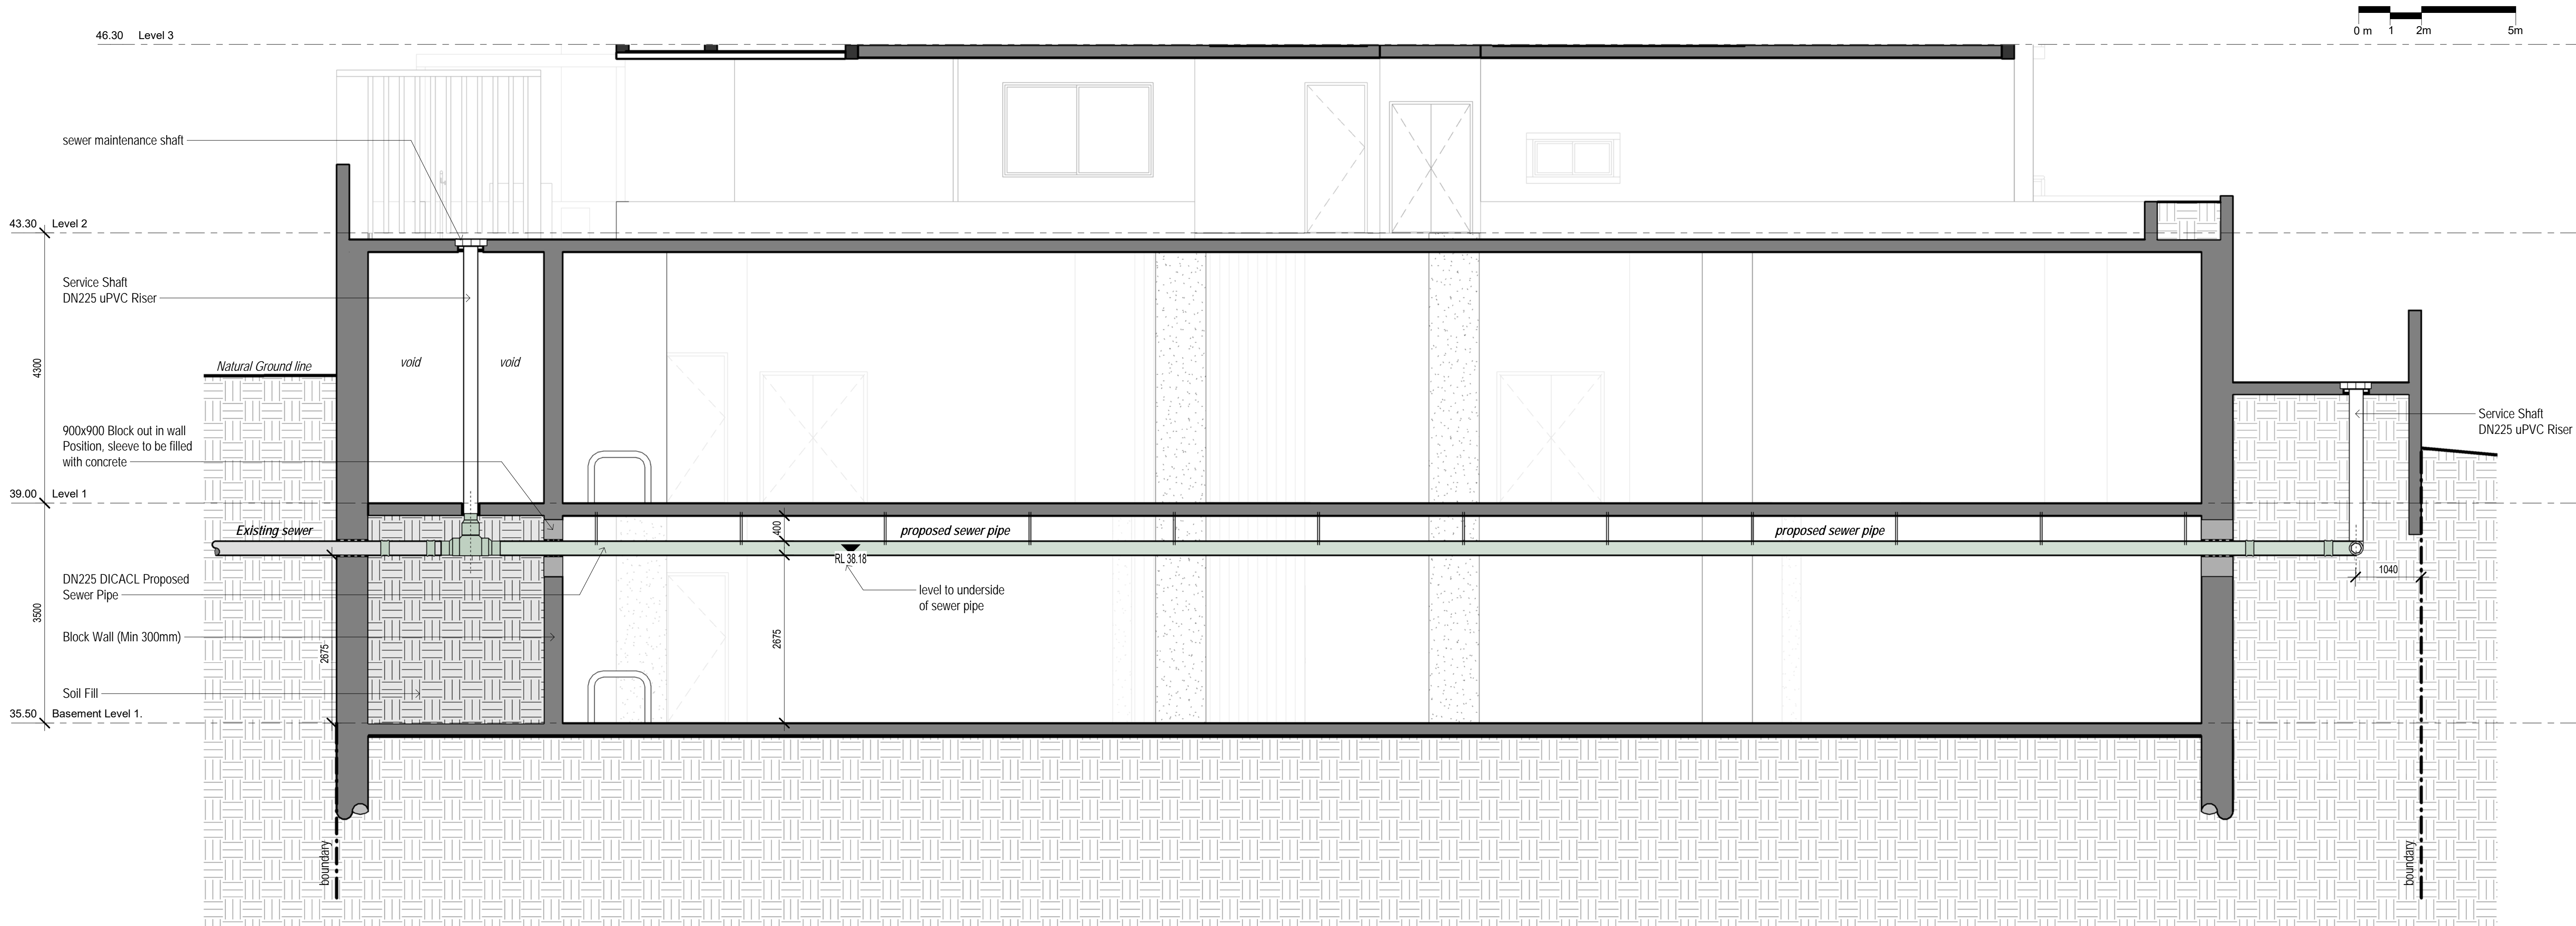 0 m 1 2m 5m
46.30 Level 3
sewer maintenance shaft
43.30 Level 2
Service Shaft
DN225 uPVC Riser
4300
Natural Ground line
void
void
Service Shaft
DN225 uPVC Riser
900x900 Block out in wall
Position, sleeve to be filled
with concrete
39.00 Level 1
Existing sewer
400
proposed sewer pipe
proposed sewer pipe
RL 38.18
level to underside
of sewer pipe
1040
DN225 DICACL Proposed
Sewer Pipe
3500
Block Wall (Min 300mm)
2675
2675
Soil Fill
35.50 Basement Level 1.
boundary
boundary